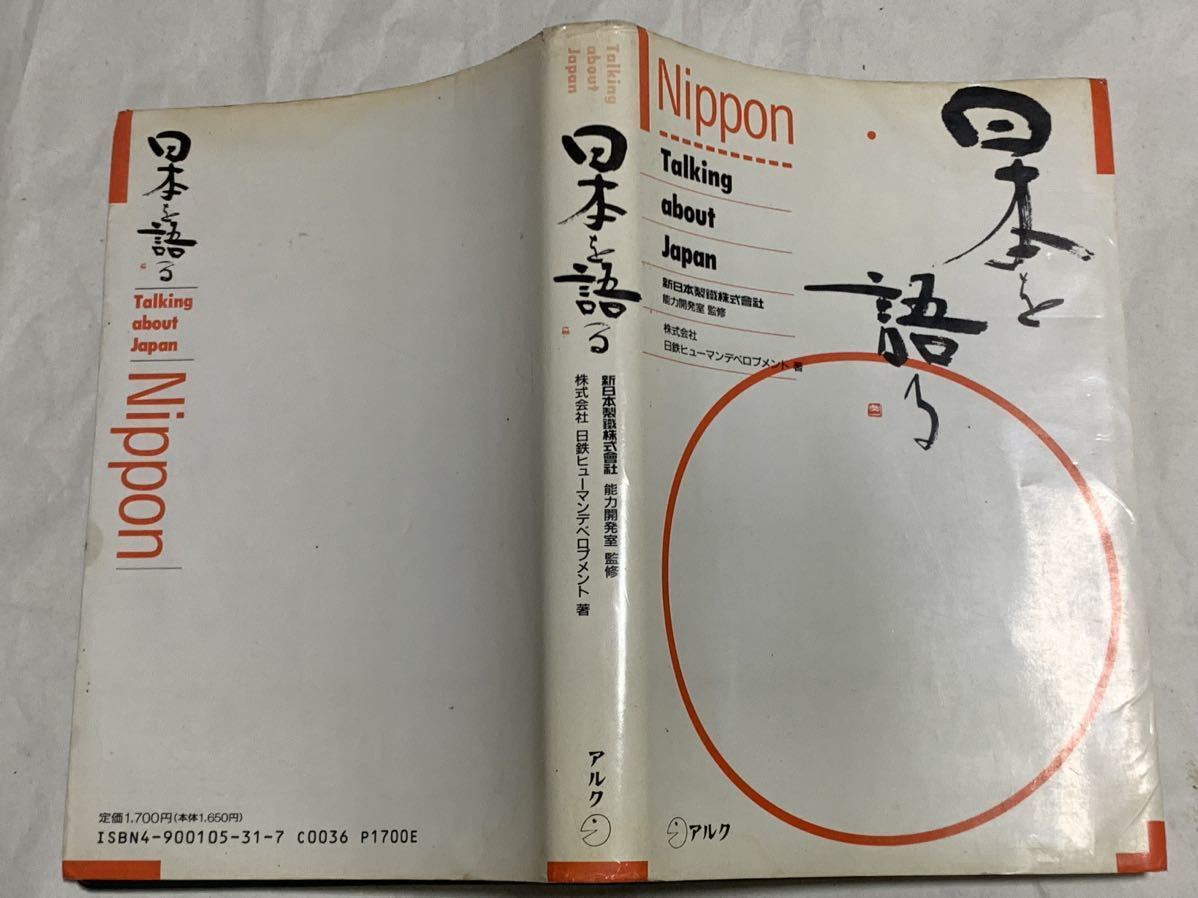 日本を語る
Talking
about
Japan
Nippon
定価1,700円(本体1,650円)
ISBN4-900105-31-7 C0036 P1700E
Talking
about
Japan
日本を語る
新日本製鐵株式會社 能力開発室 監修
株式会社 日鉄ヒューマンデベロプメント 著
アルク
Nippon
Talking
about
Japan
新日本製鐵株式會社
能力開発室 監修
株式会社
日鉄ヒューマンデベロプメント 著
日本を
語る
アルク